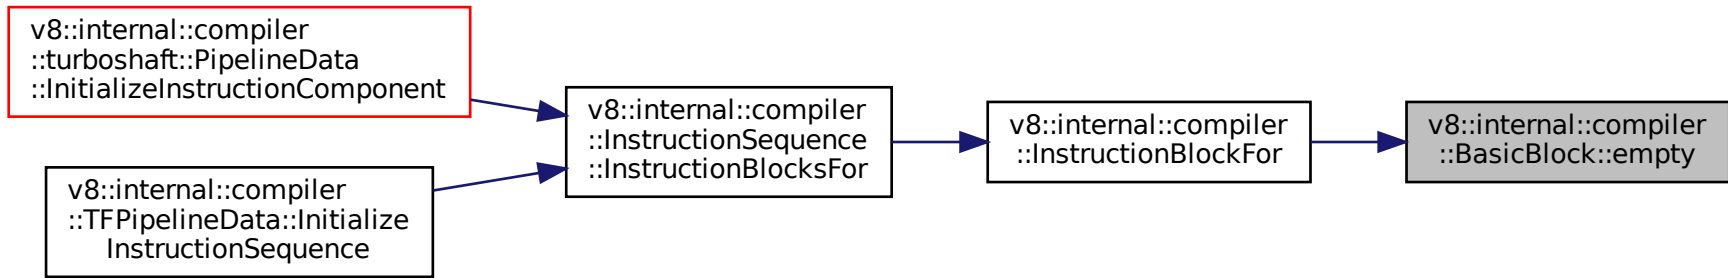 v8::internal::compiler
::turboshaft::PipelineData
::InitializeInstructionComponent
v8::internal::compiler
::TFPipelineData::Initialize
InstructionSequence
v8::internal::compiler
::InstructionSequence
::InstructionBlocksFor
v8::internal::compiler
::InstructionBlockFor
v8::internal::compiler
::BasicBlock::empty